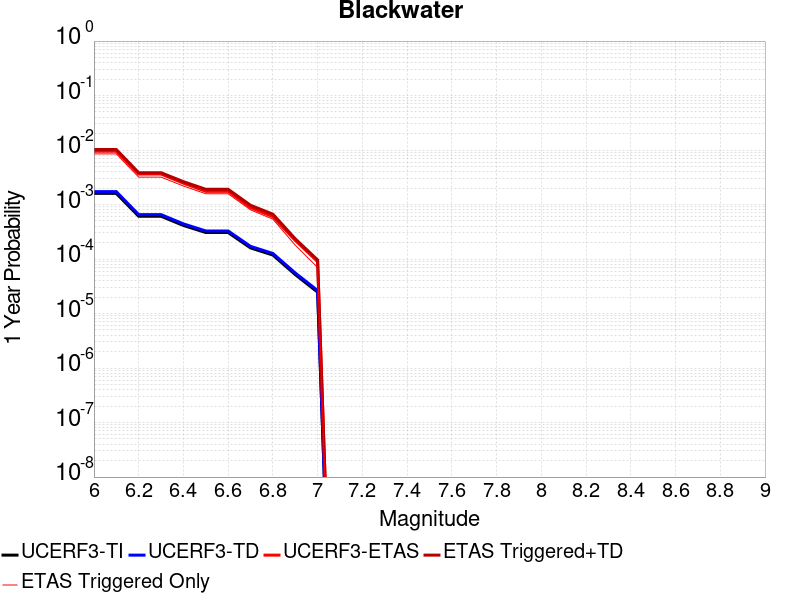 Blackwater
1 Year Probability
10^0
10^-1
10^-2
10^-3
10^-4
10^-5
10^-6
10^-7
10^-8
6 6.2 6.4 6.6 6.8 7 7.2 7.4 7.6 7.8 8 8.2 8.4 8.6 8.8 9
Magnitude
UCERF3-TI UCERF3-TD UCERF3-ETAS ETAS Triggered+TD
ETAS Triggered Only